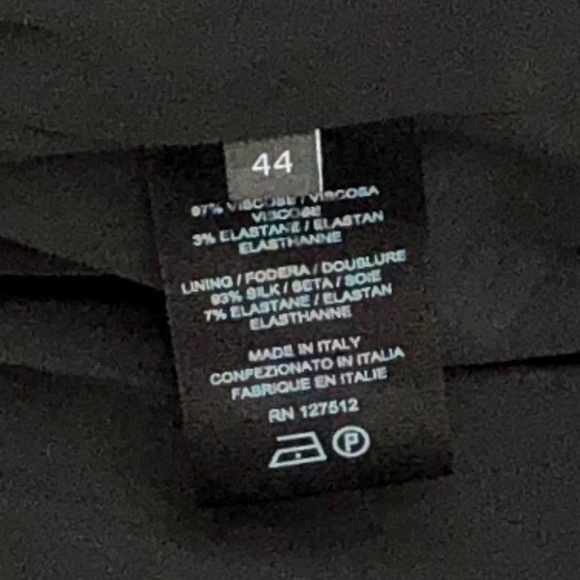 44
97% VISCOSE / VISCOSA
VISCOSE
3% ELASTANE / ELASTAN
ELASTHANNE
LINING / FODERA / DOUBLURE
93% SILK / SETA / SOIE
7% ELASTANE / ELASTAN
ELASTHANNE
MADE IN ITALY
CONFEZIONATO IN ITALIA
FABRIQUE EN ITALIE
RN 127512
P